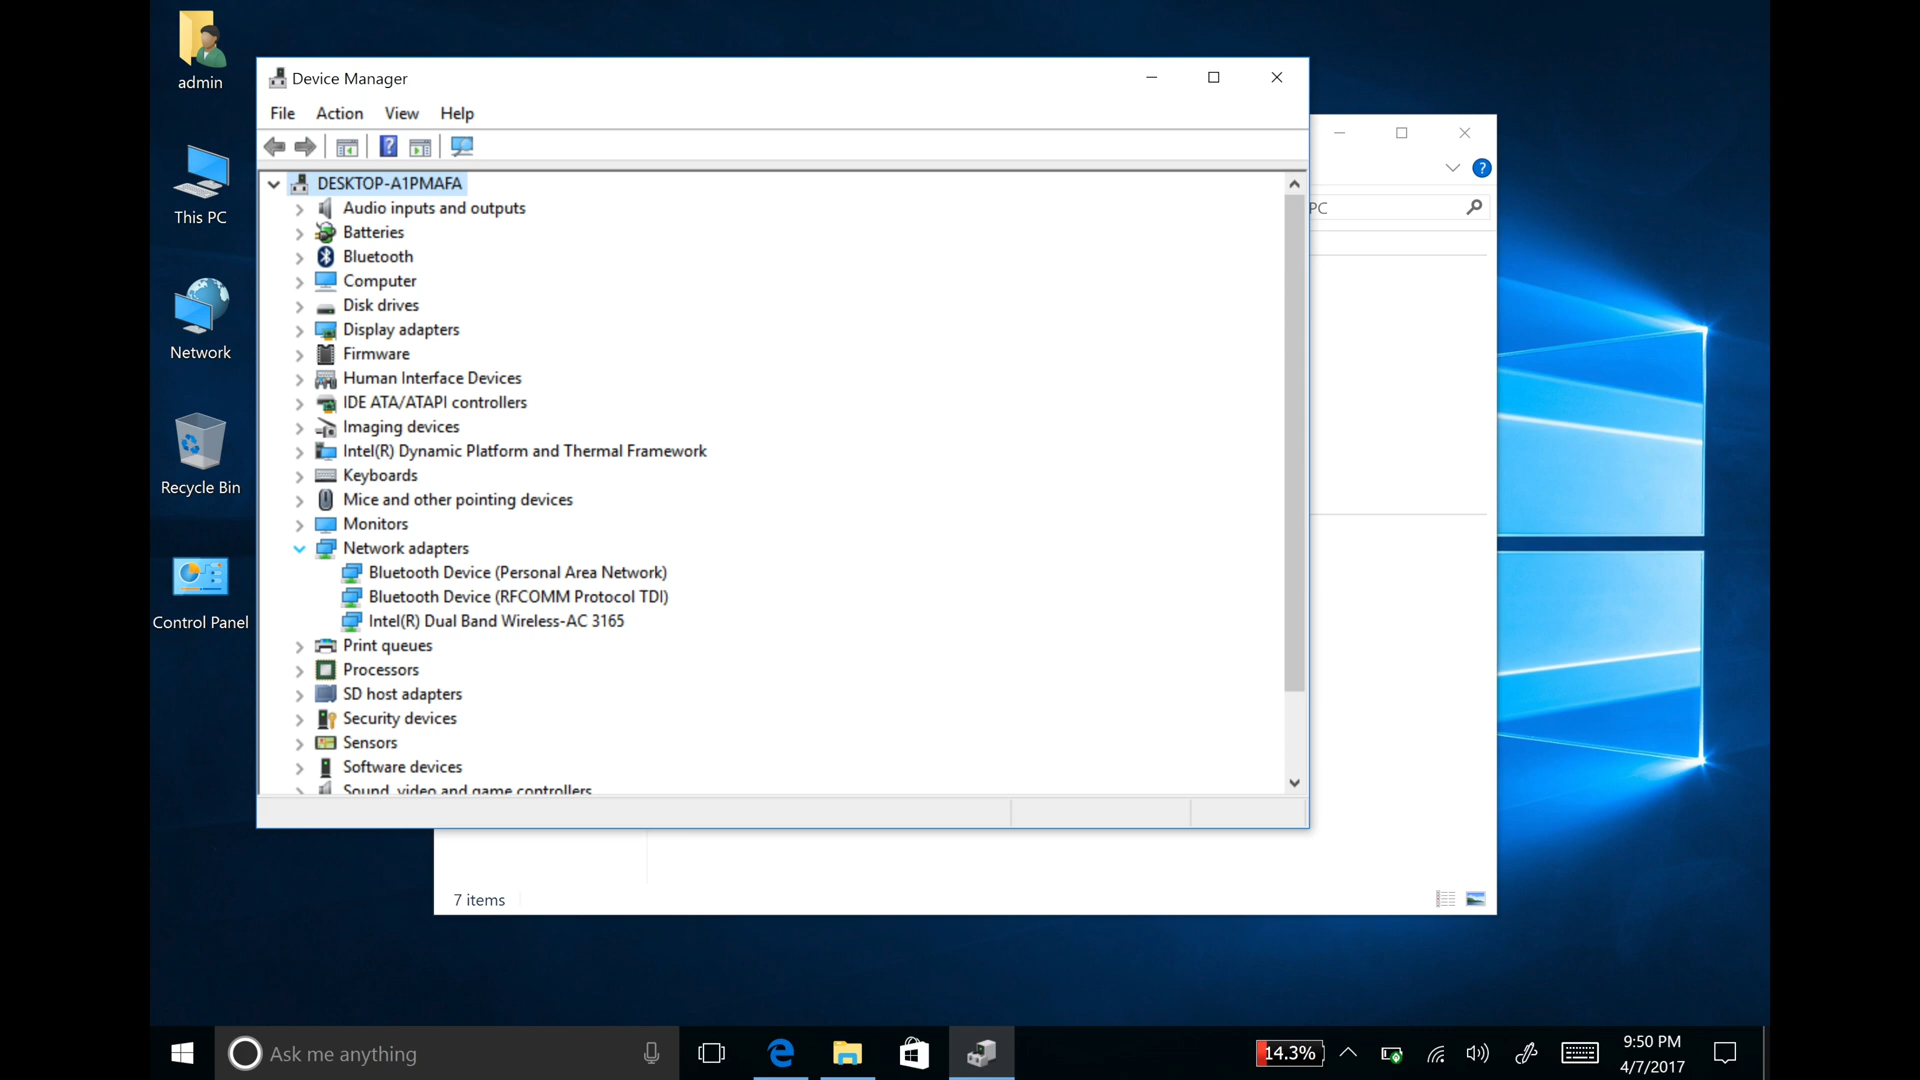 admin
This PC
Network
Recycle Bin
Control Panel
Device Manager
File Action View Help
?
DESKTOP-A1PMAFA
Audio inputs and outputs
Batteries
Bluetooth
Computer
Disk drives
Display adapters
Firmware
Human Interface Devices
IDE ATA/ATAPI controllers
Imaging devices
Intel(R) Dynamic Platform and Thermal Framework
Keyboards
Mice and other pointing devices
Monitors
Network adapters
Bluetooth Device (Personal Area Network)
Bluetooth Device (RFCOMM Protocol TDI)
Intel(R) Dual Band Wireless-AC 3165
Print queues
Processors
SD host adapters
Security devices
Sensors
Software devices
Sound, video and game controllers
?
PC
7 items
Ask me anything
14.3%
9:50 PM
4/7/2017